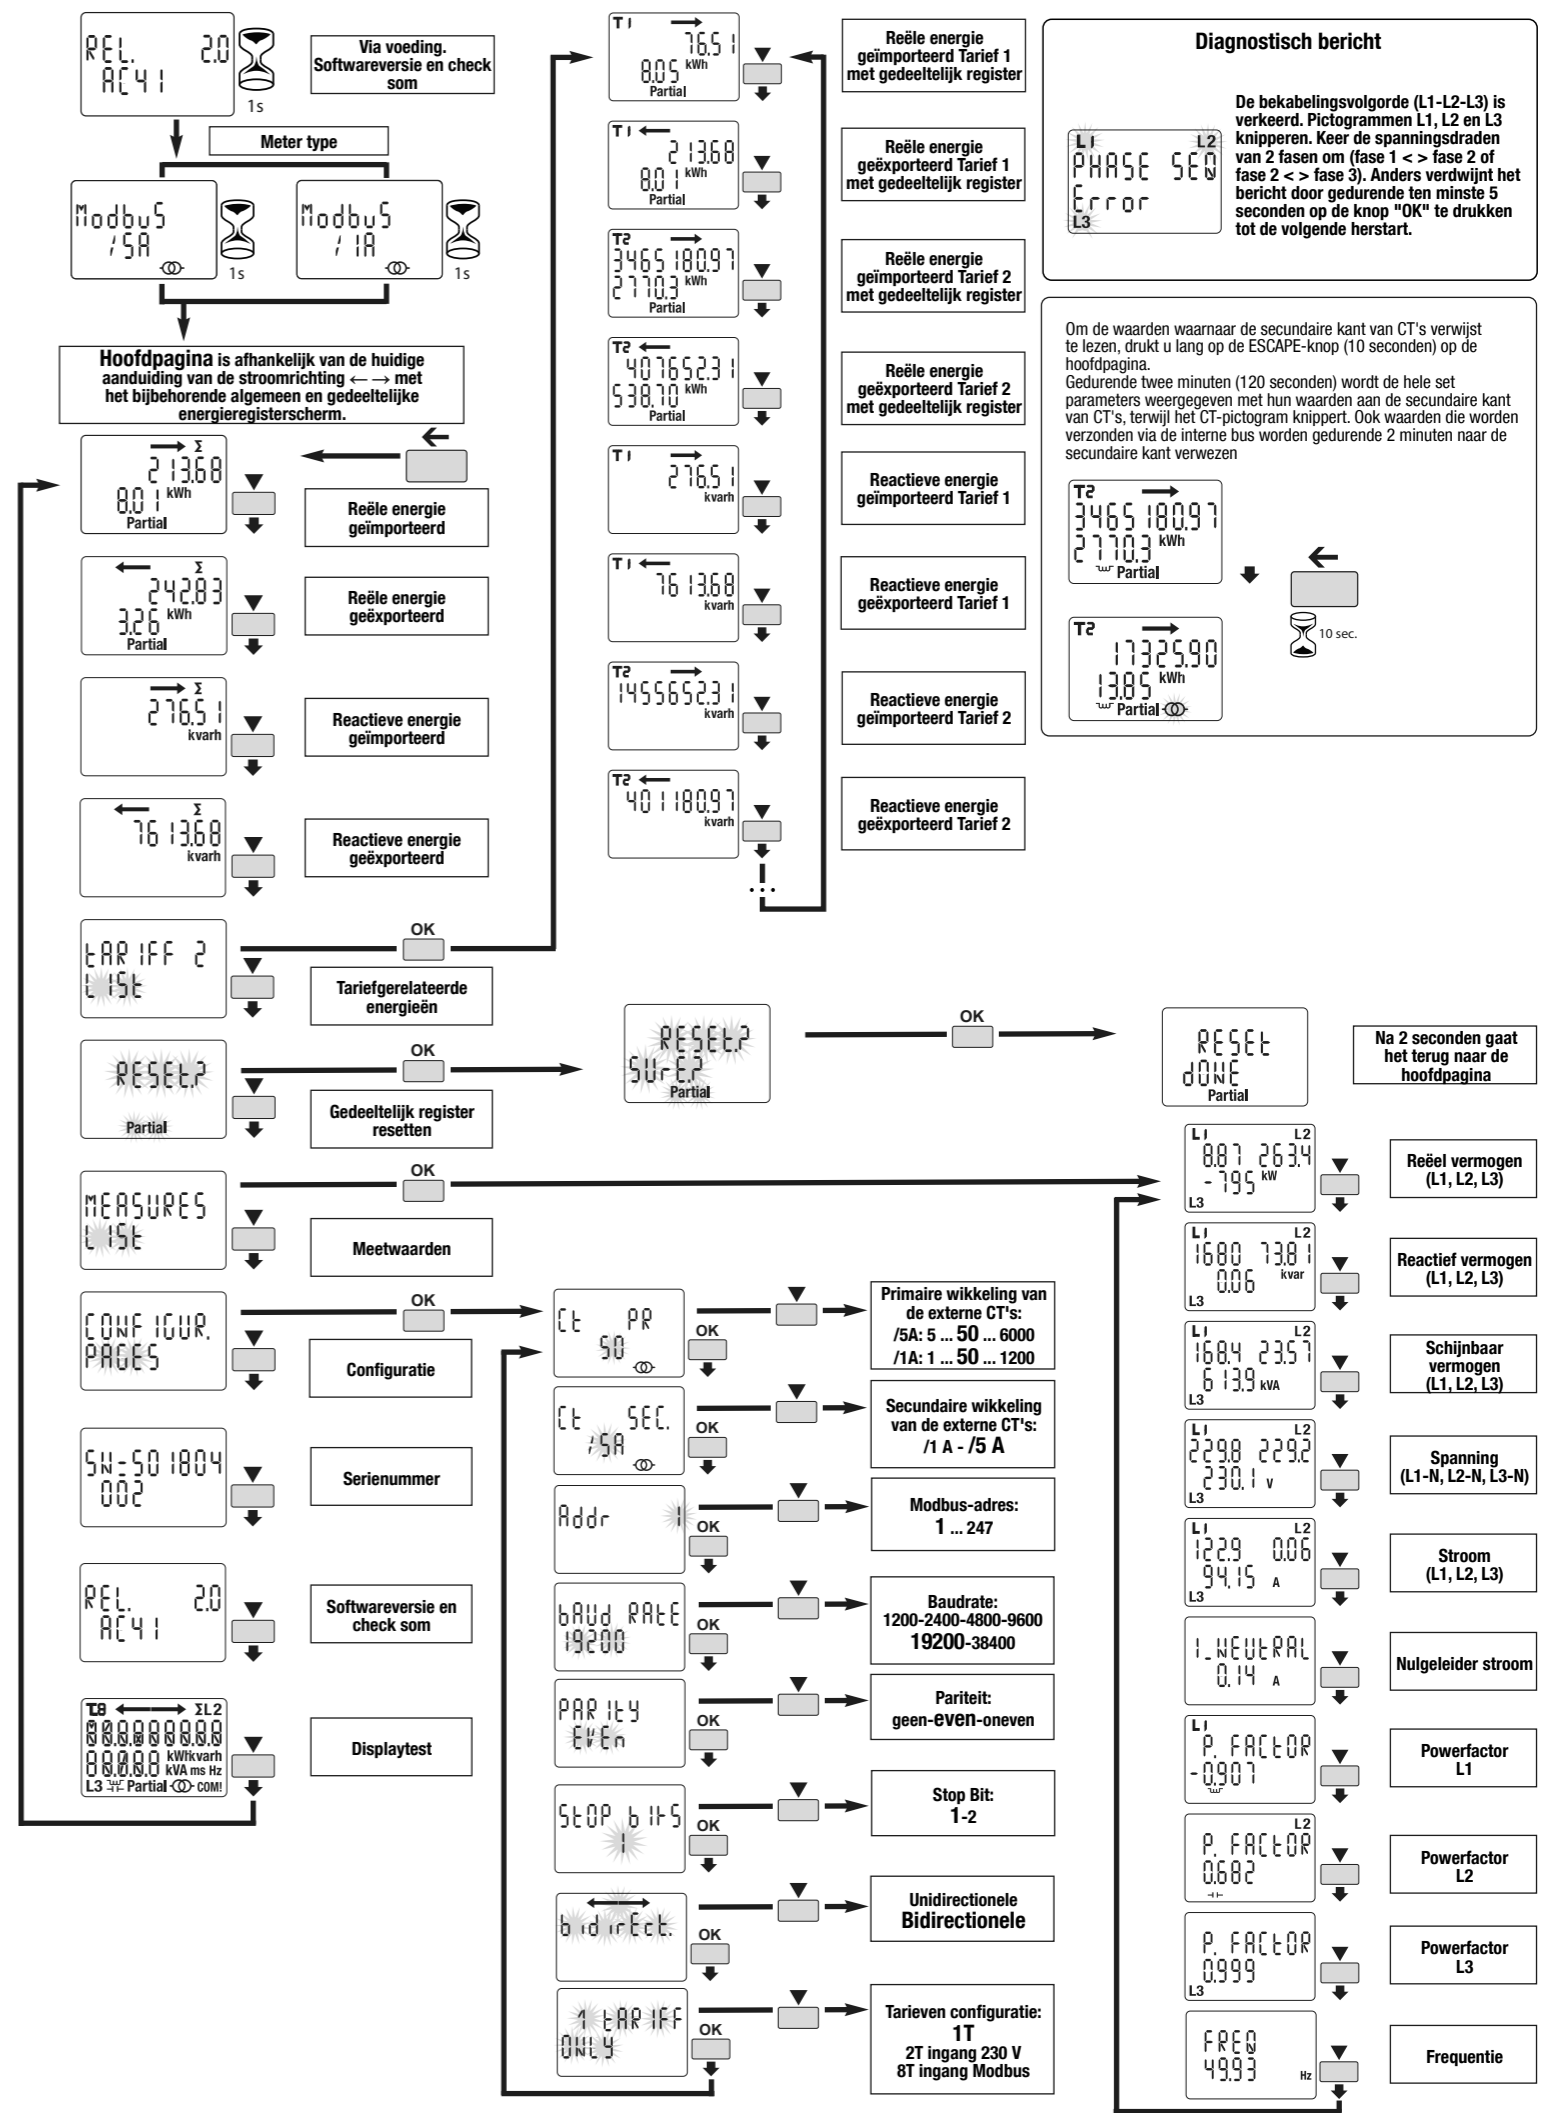 REL. 2.0
AC41
1s
Via voeding.
Softwareversie en check
som
Meter type
Modbus
/5A
1s
Modbus
/1A
1s
Hoofdpagina is afhankelijk van de huidige
aanduiding van de stroomrichting ←→ met
het bijbehorende algemeen en gedeeltelijke
energieregisterscherm.
→ Σ
213.68
8.01 kWh
Partial
Reële energie
geïmporteerd
← Σ
242.83
3.26 kWh
Partial
Reële energie
geëxporteerd
→ Σ
276.51
kvarh
Reactieve energie
geïmporteerd
← Σ
7613.68
kvarh
Reactieve energie
geëxporteerd
tARIFF 2
LISt
OK
Tariefgerelateerde
energieën
RESEt.?
Partial
OK
Gedeeltelijk register
resetten
RESEt.?
SUrE.?
Partial
OK
RESEt
dONE
Partial
Na 2 seconden gaat
het terug naar de
hoofdpagina
MEASURES
LISt
OK
Meetwaarden
CONFIGUR.
PAGES
OK
Configuratie
SN-S01804
002
Serienummer
REL. 2.0
AC41
Softwareversie en
check som
T8 ΣL2
kWhkvarh
kVA ms Hz
L3 Partial COM!
Displaytest
T1 →
76.51
8.05 kWh
Partial
Reële energie
geïmporteerd Tarief 1
met gedeeltelijk register
T1 ←
213.68
8.01 kWh
Partial
Reële energie
geëxporteerd Tarief 1
met gedeeltelijk register
T2 →
3465180.97
2770.3 kWh
Partial
Reële energie
geïmporteerd Tarief 2
met gedeeltelijk register
T2 ←
407652.31
538.70 kWh
Partial
Reële energie
geëxporteerd Tarief 2
met gedeeltelijk register
T1 →
276.51
kvarh
Reactieve energie
geïmporteerd Tarief 1
T1 ←
7613.68
kvarh
Reactieve energie
geëxporteerd Tarief 1
T2 →
1455652.31
kvarh
Reactieve energie
geïmporteerd Tarief 2
T2 ←
401180.97
kvarh
Reactieve energie
geëxporteerd Tarief 2
...
Diagnostisch bericht
L1 L2
PHASE SEQ
Error
L3
De bekabelingsvolgorde (L1-L2-L3) is
verkeerd. Pictogrammen L1, L2 en L3
knipperen. Keer de spanningsdraden
van 2 fasen om (fase 1 < > fase 2 of
fase 2 < > fase 3). Anders verdwijnt het
bericht door gedurende ten minste 5
seconden op de knop "OK" te drukken
tot de volgende herstart.
Om de waarden waarnaar de secundaire kant van CT's verwijst
te lezen, drukt u lang op de ESCAPE-knop (10 seconden) op de
hoofdpagina.
Gedurende twee minuten (120 seconden) wordt de hele set
parameters weergegeven met hun waarden aan de secundaire kant
van CT's, terwijl het CT-pictogram knippert. Ook waarden die worden
verzonden via de interne bus worden gedurende 2 minuten naar de
secundaire kant verwezen
T2 →
3465180.97
2770.3 kWh
Partial
T2 →
17325.90
13.85 kWh
Partial
10 sec.
Ct PR
50
OK
Primaire wikkeling van
de externe CT's:
/5A: 5 ... 50 ... 6000
/1A: 1 ... 50 ... 1200
Ct SEC.
/5A
OK
Secundaire wikkeling
van de externe CT's:
/1 A - /5 A
Addr 1
OK
Modbus-adres:
1 ... 247
bAUd RAtE
19200
OK
Baudrate:
1200-2400-4800-9600
19200-38400
PARItY
EVEn
OK
Pariteit:
geen-even-oneven
StOP bItS
1
OK
Stop Bit:
1-2
bidirEct.
OK
Unidirectionele
Bidirectionele
1 tARIFF
ONLY
OK
Tarieven configuratie:
1T
2T ingang 230 V
8T ingang Modbus
L1 L2
8.87 263.4
-795 kW
L3
Reëel vermogen
(L1, L2, L3)
L1 L2
1680 73.81
0.06 kvar
L3
Reactief vermogen
(L1, L2, L3)
L1 L2
168.4 23.57
613.9 kVA
L3
Schijnbaar
vermogen
(L1, L2, L3)
L1 L2
229.8 229.2
230.1 V
L3
Spanning
(L1-N, L2-N, L3-N)
L1 L2
122.9 0.06
94.15 A
L3
Stroom
(L1, L2, L3)
I_NEUtRAL
0.14 A
Nulgeleider stroom
L1
P. FACtOR
-0.907
Powerfactor
L1
L2
P. FACtOR
0.682
Powerfactor
L2
P. FACtOR
0.999
L3
Powerfactor
L3
FREQ
49.93
Hz
Frequentie